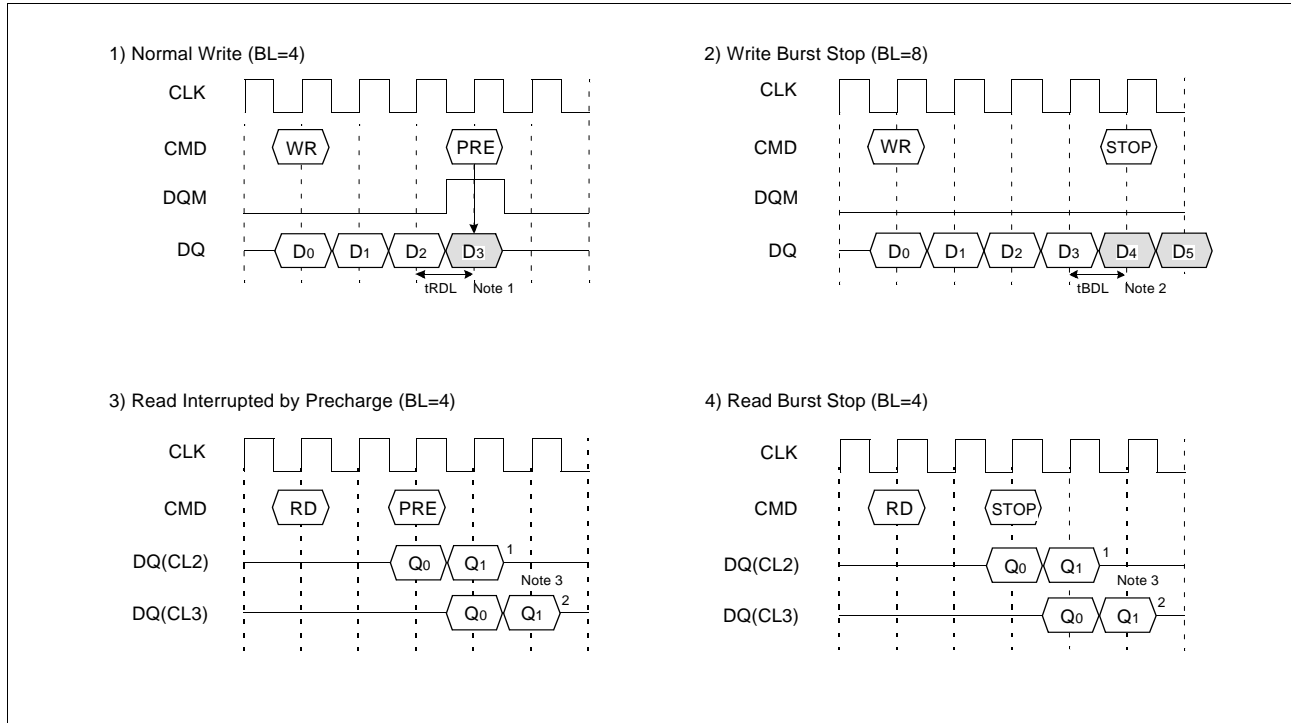 1) Normal Write (BL=4)
CLK
CMD
WR
PRE
DQM
DQ
D0
D1
D2
D3
tRDL
Note 1
2) Write Burst Stop (BL=8)
CLK
CMD
WR
STOP
DQM
DQ
D0
D1
D2
D3
D4
D5
tBDL
Note 2
3) Read Interrupted by Precharge (BL=4)
CLK
CMD
RD
PRE
DQ(CL2)
Q0
Q1
1
Note 3
DQ(CL3)
Q0
Q1
2
4) Read Burst Stop (BL=4)
CLK
CMD
RD
STOP
DQ(CL2)
Q0
Q1
1
Note 3
DQ(CL3)
Q0
Q1
2